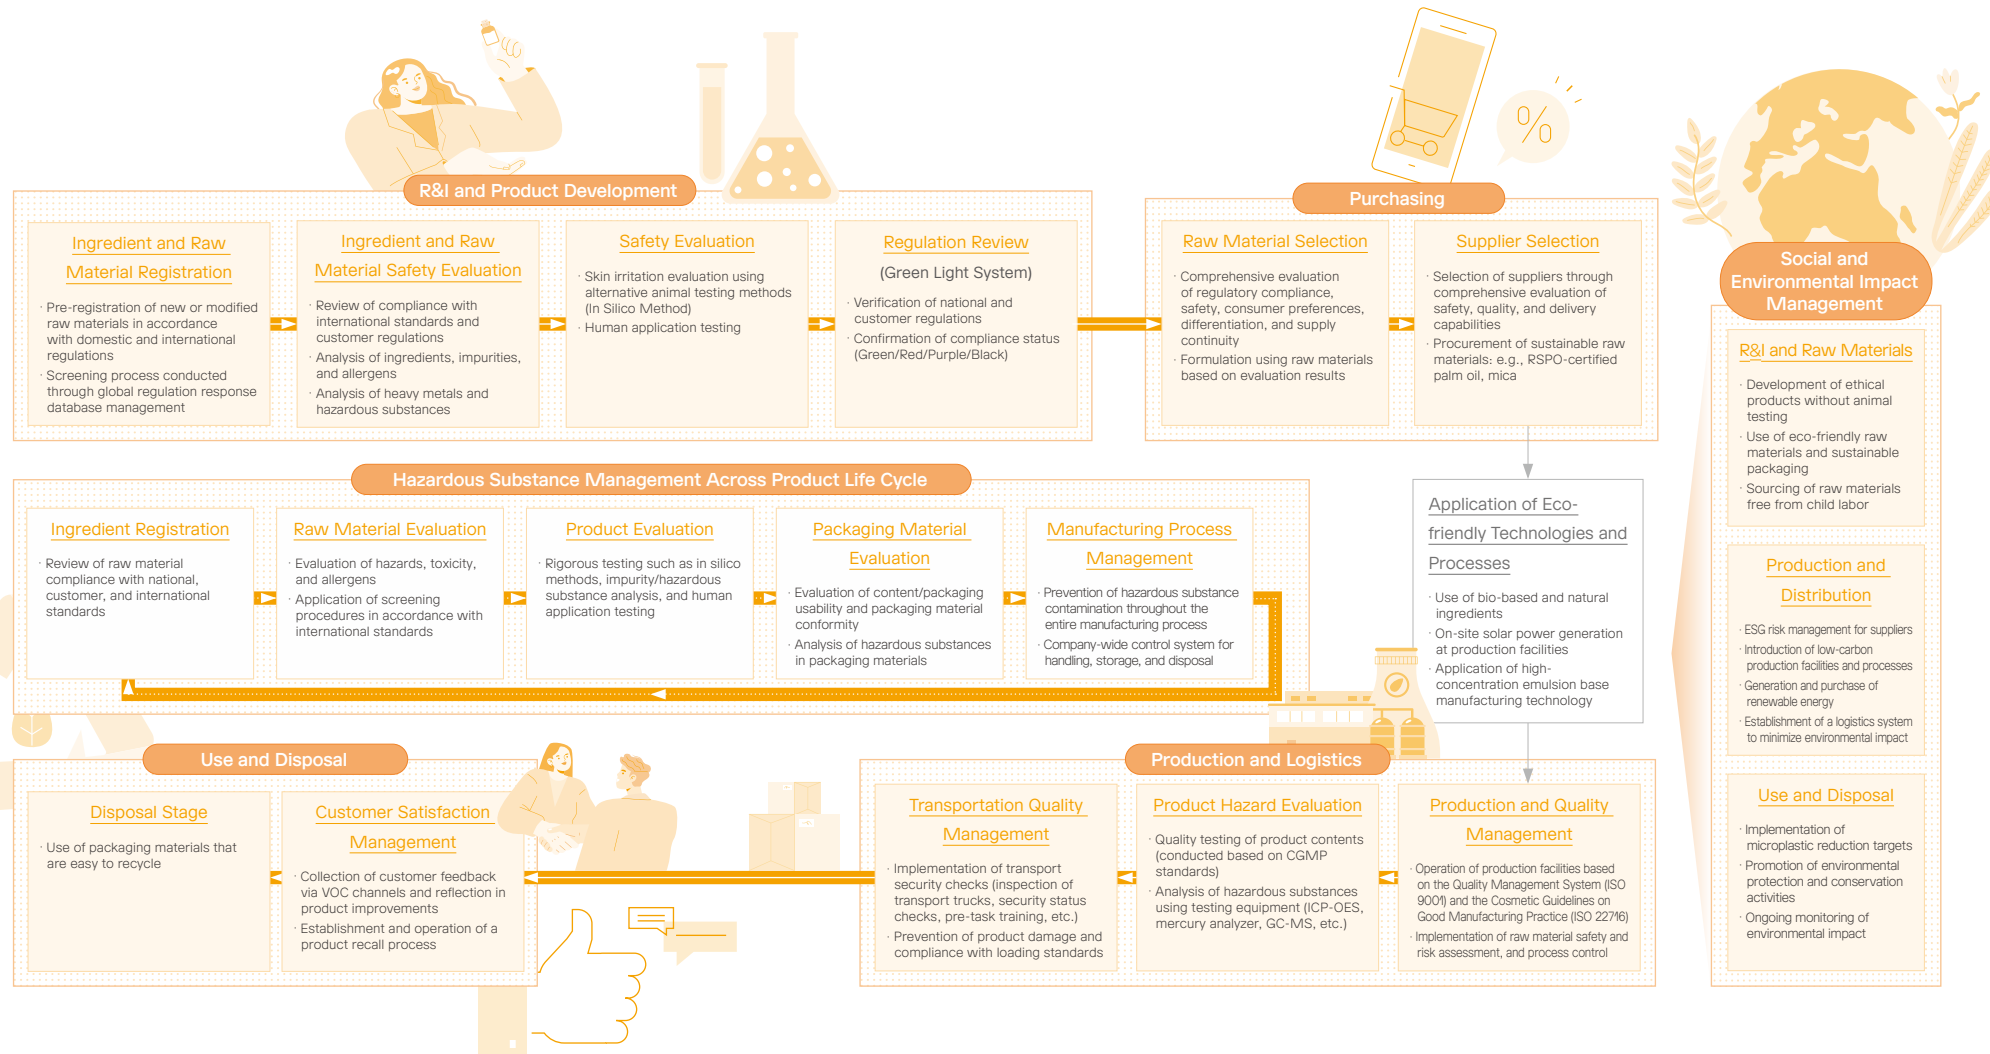 R&I and Product Development
Ingredient and Raw
Material Registration
· Pre-registration of new or modified
raw materials in accordance
with domestic and international
regulations
· Screening process conducted
through global regulation response
database management
Ingredient and Raw
Material Safety Evaluation
· Review of compliance with
international standards and
customer regulations
· Analysis of ingredients, impurities,
and allergens
· Analysis of heavy metals and
hazardous substances
Safety Evaluation
· Skin irritation evaluation using
alternative animal testing methods
(In Silico Method)
· Human application testing
Regulation Review
(Green Light System)
· Verification of national and
customer regulations
· Confirmation of compliance status
(Green/Red/Purple/Black)
%
Purchasing
Raw Material Selection
· Comprehensive evaluation
of regulatory compliance,
safety, consumer preferences,
differentiation, and supply
continuity
· Formulation using raw materials
based on evaluation results
Supplier Selection
· Selection of suppliers through
comprehensive evaluation of
safety, quality, and delivery
capabilities
· Procurement of sustainable raw
materials: e.g., RSPO-certified
palm oil, mica
Hazardous Substance Management Across Product Life Cycle
Ingredient Registration
· Review of raw material
compliance with national,
customer, and international
standards
Raw Material Evaluation
· Evaluation of hazards, toxicity,
and allergens
· Application of screening
procedures in accordance with
international standards
Product Evaluation
· Rigorous testing such as in silico
methods, impurity/hazardous
substance analysis, and human
application testing
Packaging Material
Evaluation
· Evaluation of content/packaging
usability and packaging material
conformity
· Analysis of hazardous substances
in packaging materials
Manufacturing Process
Management
· Prevention of hazardous substance
contamination throughout the
entire manufacturing process
· Company-wide control system for
handling, storage, and disposal
Application of Eco-
friendly Technologies and
Processes
· Use of bio-based and natural
ingredients
· On-site solar power generation
at production facilities
· Application of high-
concentration emulsion base
manufacturing technology
Use and Disposal
Disposal Stage
· Use of packaging materials that
are easy to recycle
Customer Satisfaction
Management
· Collection of customer feedback
via VOC channels and reflection in
product improvements
· Establishment and operation of a
product recall process
Production and Logistics
Transportation Quality
Management
· Implementation of transport
security checks (inspection of
transport trucks, security status
checks, pre-task training, etc.)
· Prevention of product damage and
compliance with loading standards
Product Hazard Evaluation
· Quality testing of product contents
(conducted based on CGMP
standards)
· Analysis of hazardous substances
using testing equipment (ICP-OES,
mercury analyzer, GC-MS, etc.)
Production and Quality
Management
· Operation of production facilities based
on the Quality Management System (ISO
9001) and the Cosmetic Guidelines on
Good Manufacturing Practice (ISO 22716)
· Implementation of raw material safety and
risk assessment, and process control
Social and
Environmental Impact
Management
R&I and Raw Materials
· Development of ethical
products without animal
testing
· Use of eco-friendly raw
materials and sustainable
packaging
· Sourcing of raw materials
free from child labor
Production and
Distribution
· ESG risk management for suppliers
· Introduction of low-carbon
production facilities and processes
· Generation and purchase of
renewable energy
· Establishment of a logistics system
to minimize environmental impact
Use and Disposal
· Implementation of
microplastic reduction targets
· Promotion of environmental
protection and conservation
activities
· Ongoing monitoring of
environmental impact